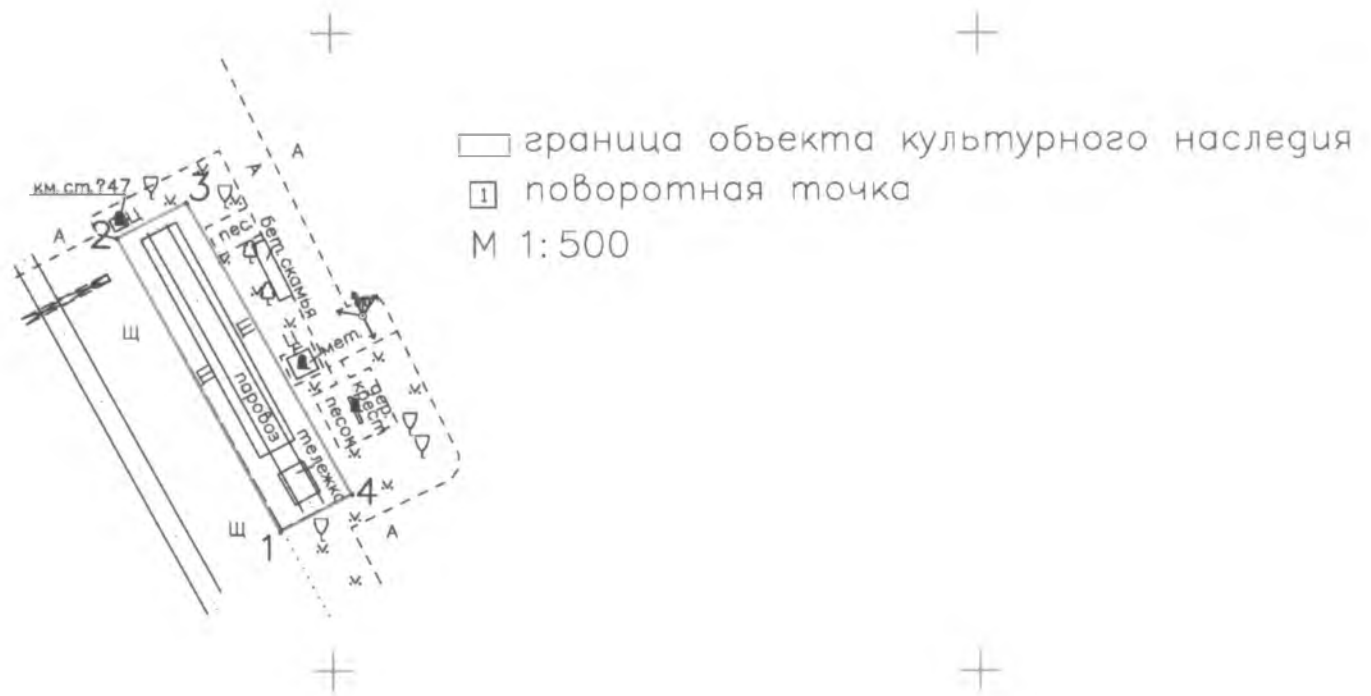 граница объекта культурного наследия
1 поворотная точка
М 1:500
А
А
км. ст.?47
3
2
А
пес.
бет. скамья
Щ
Щ
мет.
Щ
паровоз
песок
дер.
крест
тележка
4
Щ
1
А